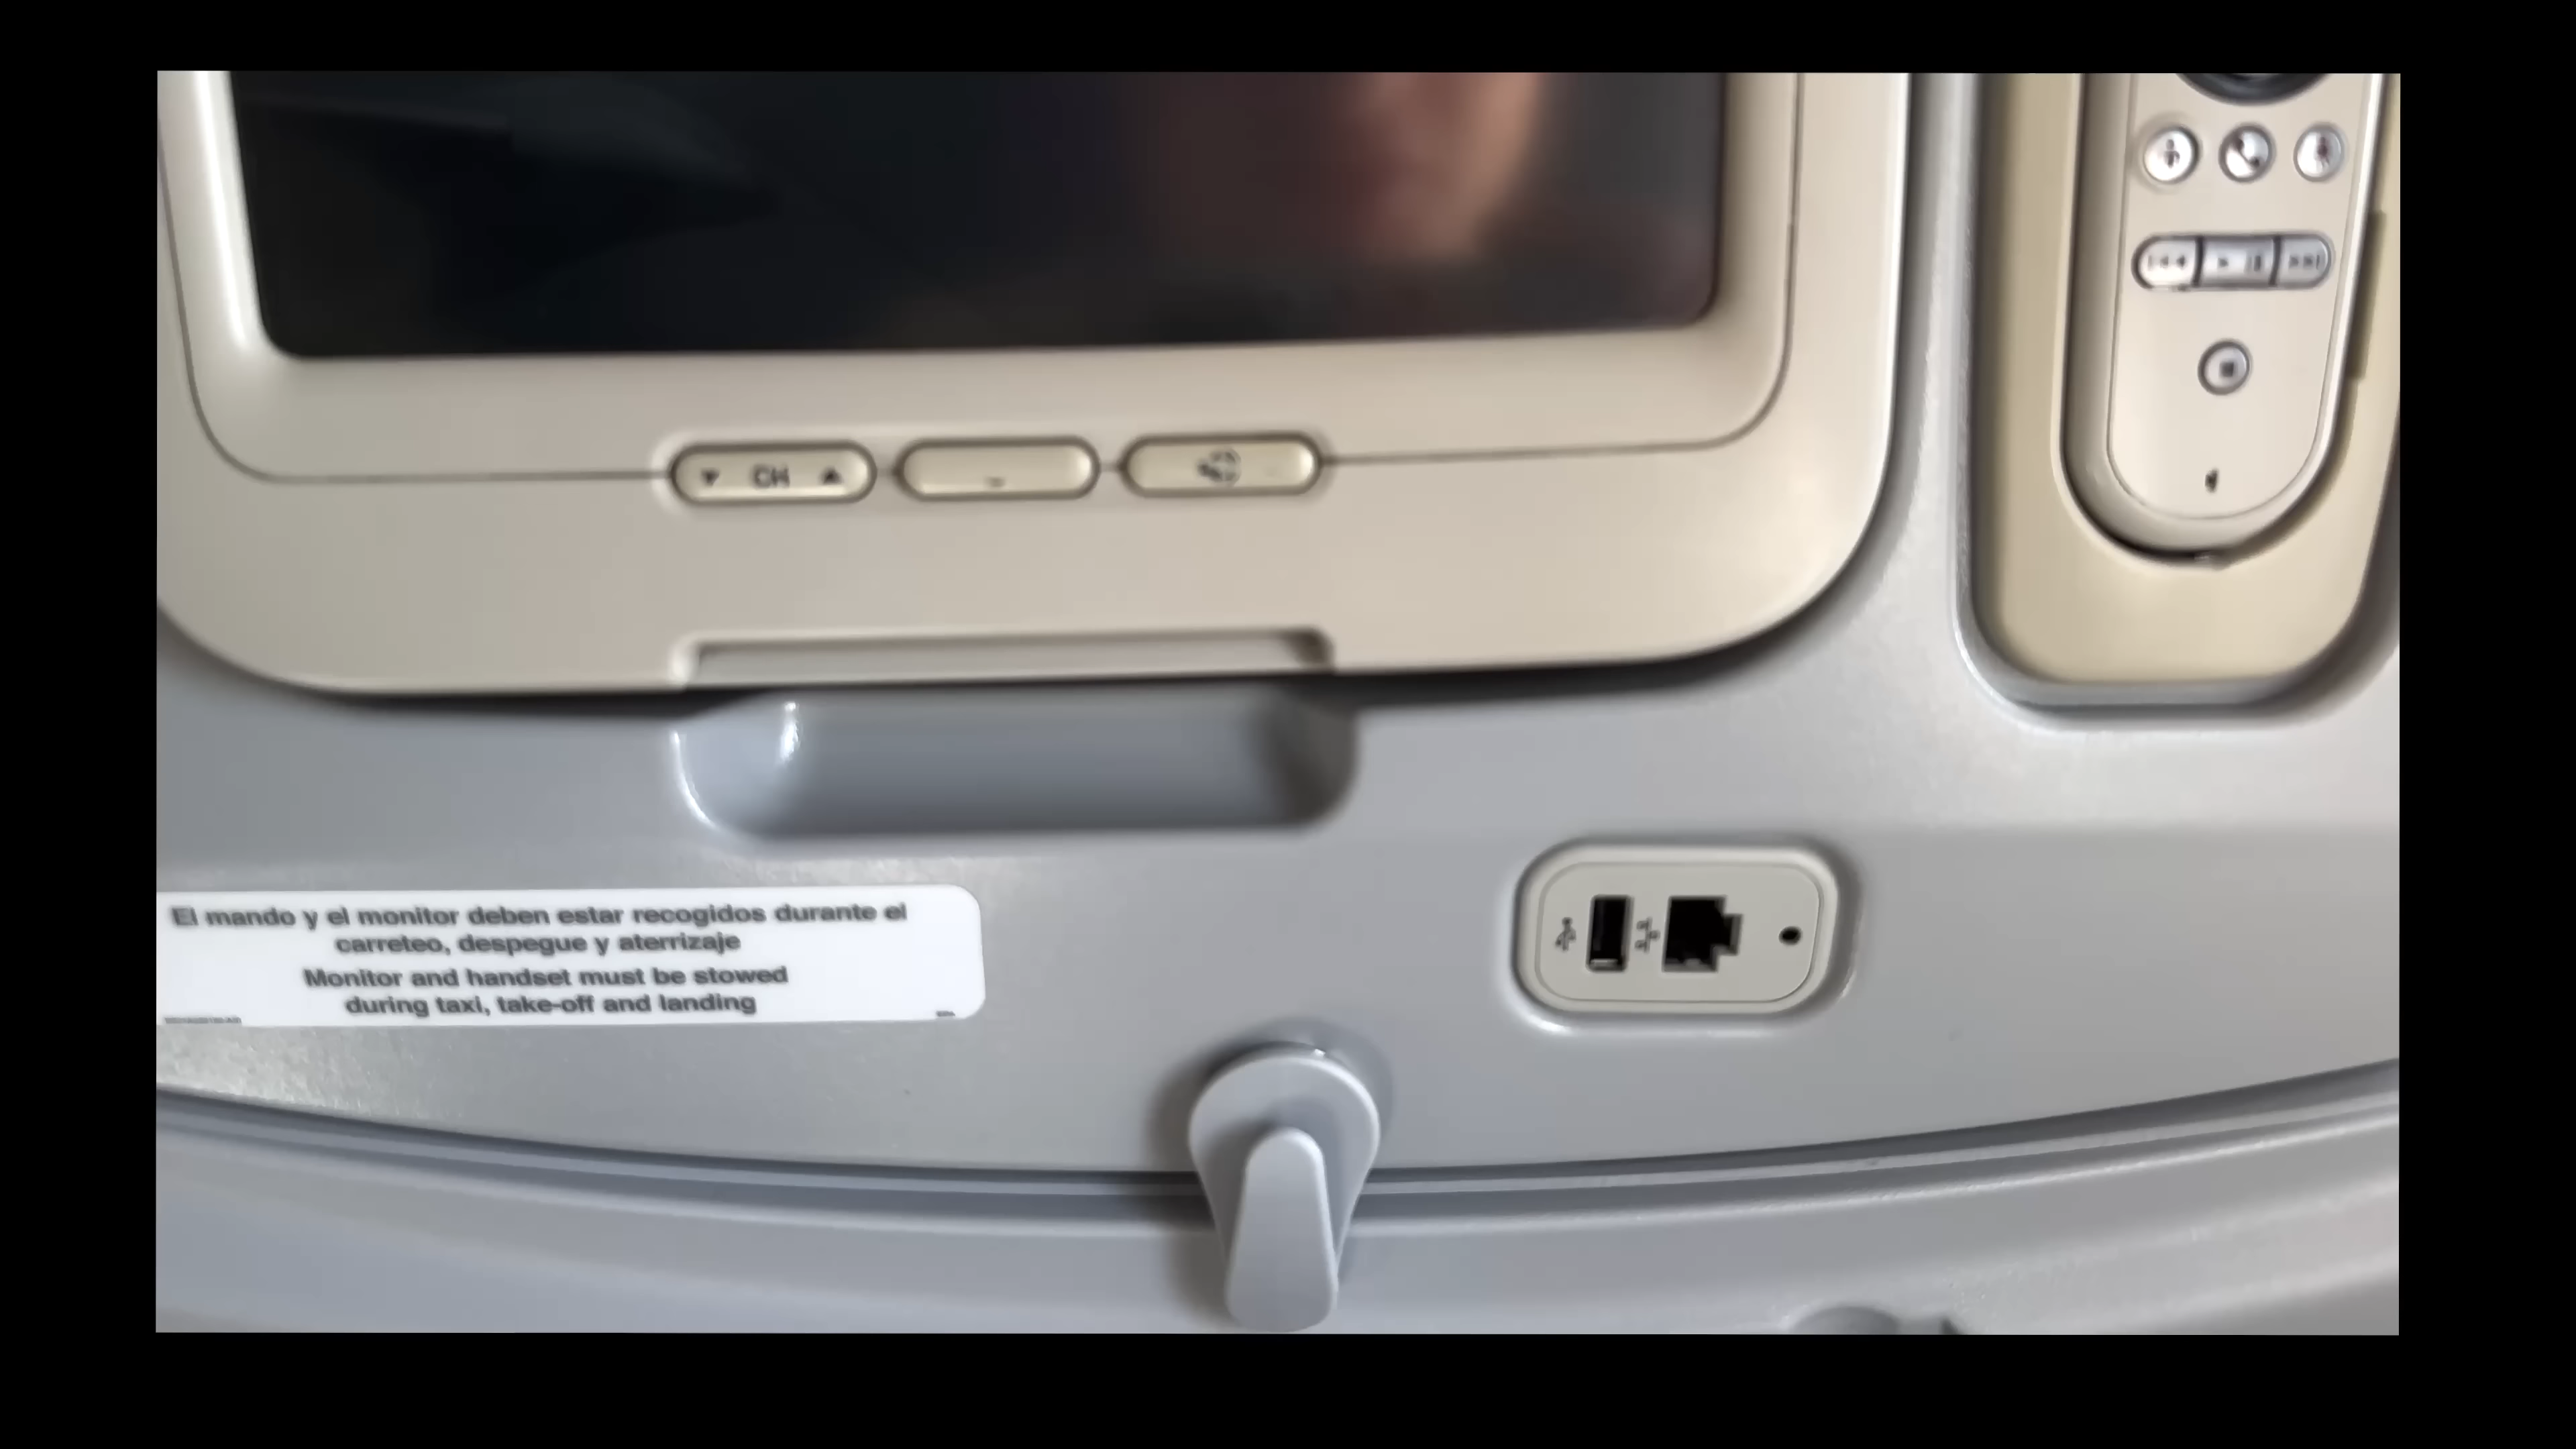 CH
El mando y el monitor deben estar recogidos durante el
carreteo, despegue y aterrizaje
Monitor and handset must be stowed
during taxi, take-off and landing